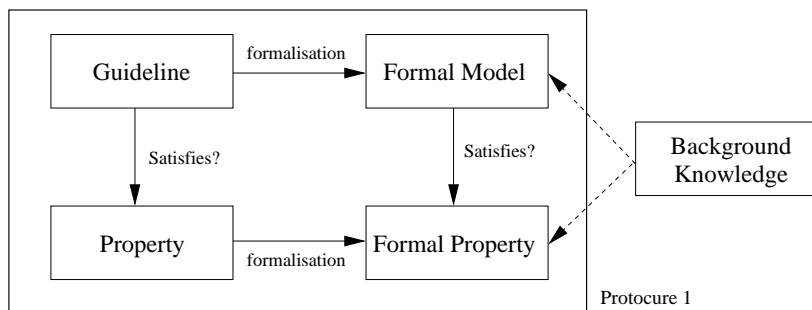 Guideline
formalisation
Formal Model
Satisfies?
Satisfies?
Background
Knowledge
Property
formalisation
Formal Property
Protocure 1